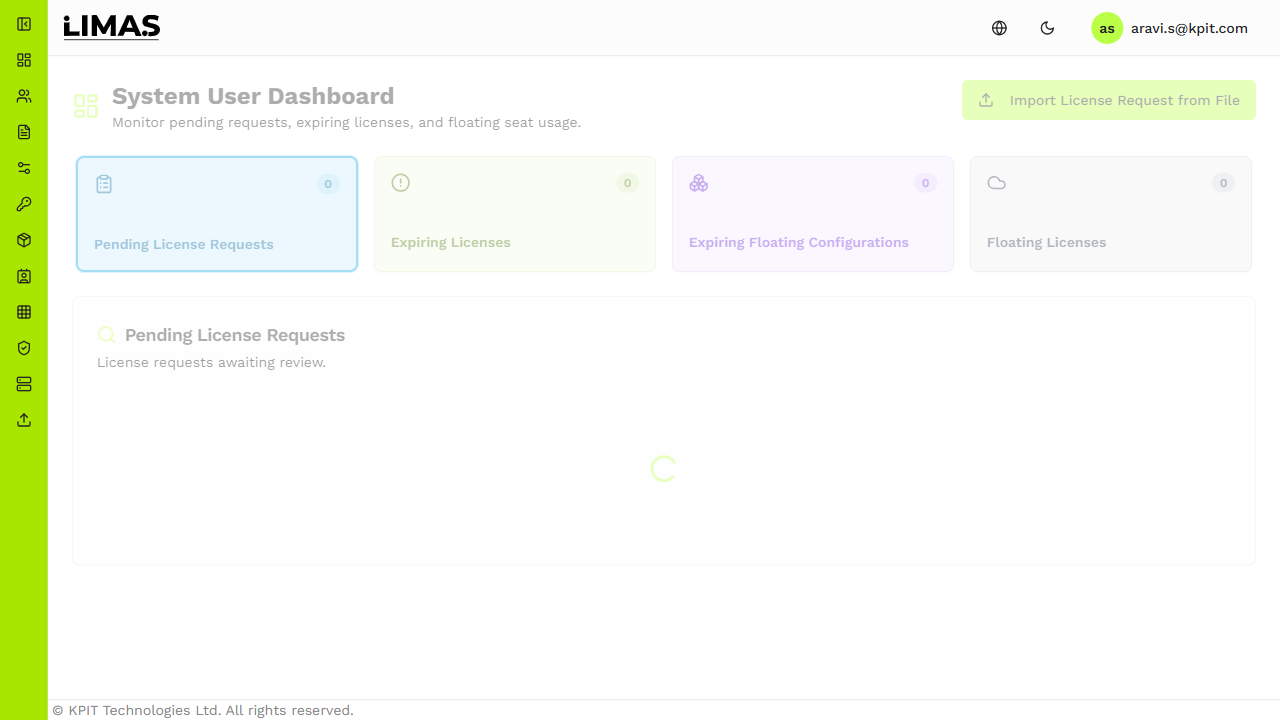 LIMAS
as aravi.s@kpit.com
System User Dashboard
Monitor pending requests, expiring licenses, and floating seat usage.
Import License Request from File
0
Pending License Requests
0
Expiring Licenses
0
Expiring Floating Configurations
0
Floating Licenses
Pending License Requests
License requests awaiting review.
© KPIT Technologies Ltd. All rights reserved.